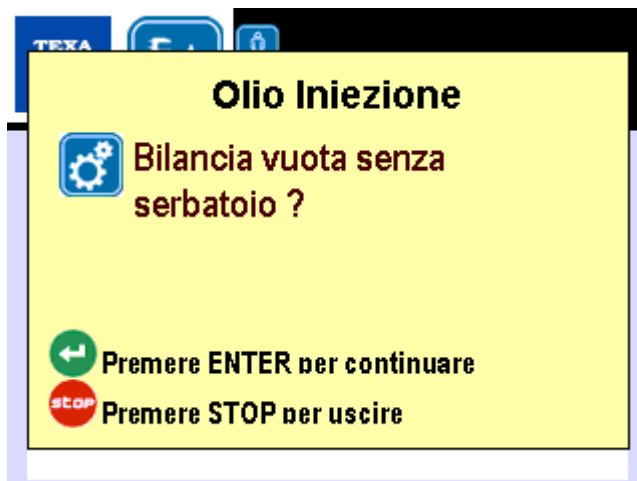 TEXA
Olio Iniezione
Bilancia vuota senza
serbatoio ?
Premere ENTER per continuare
STOP Premere STOP per uscire